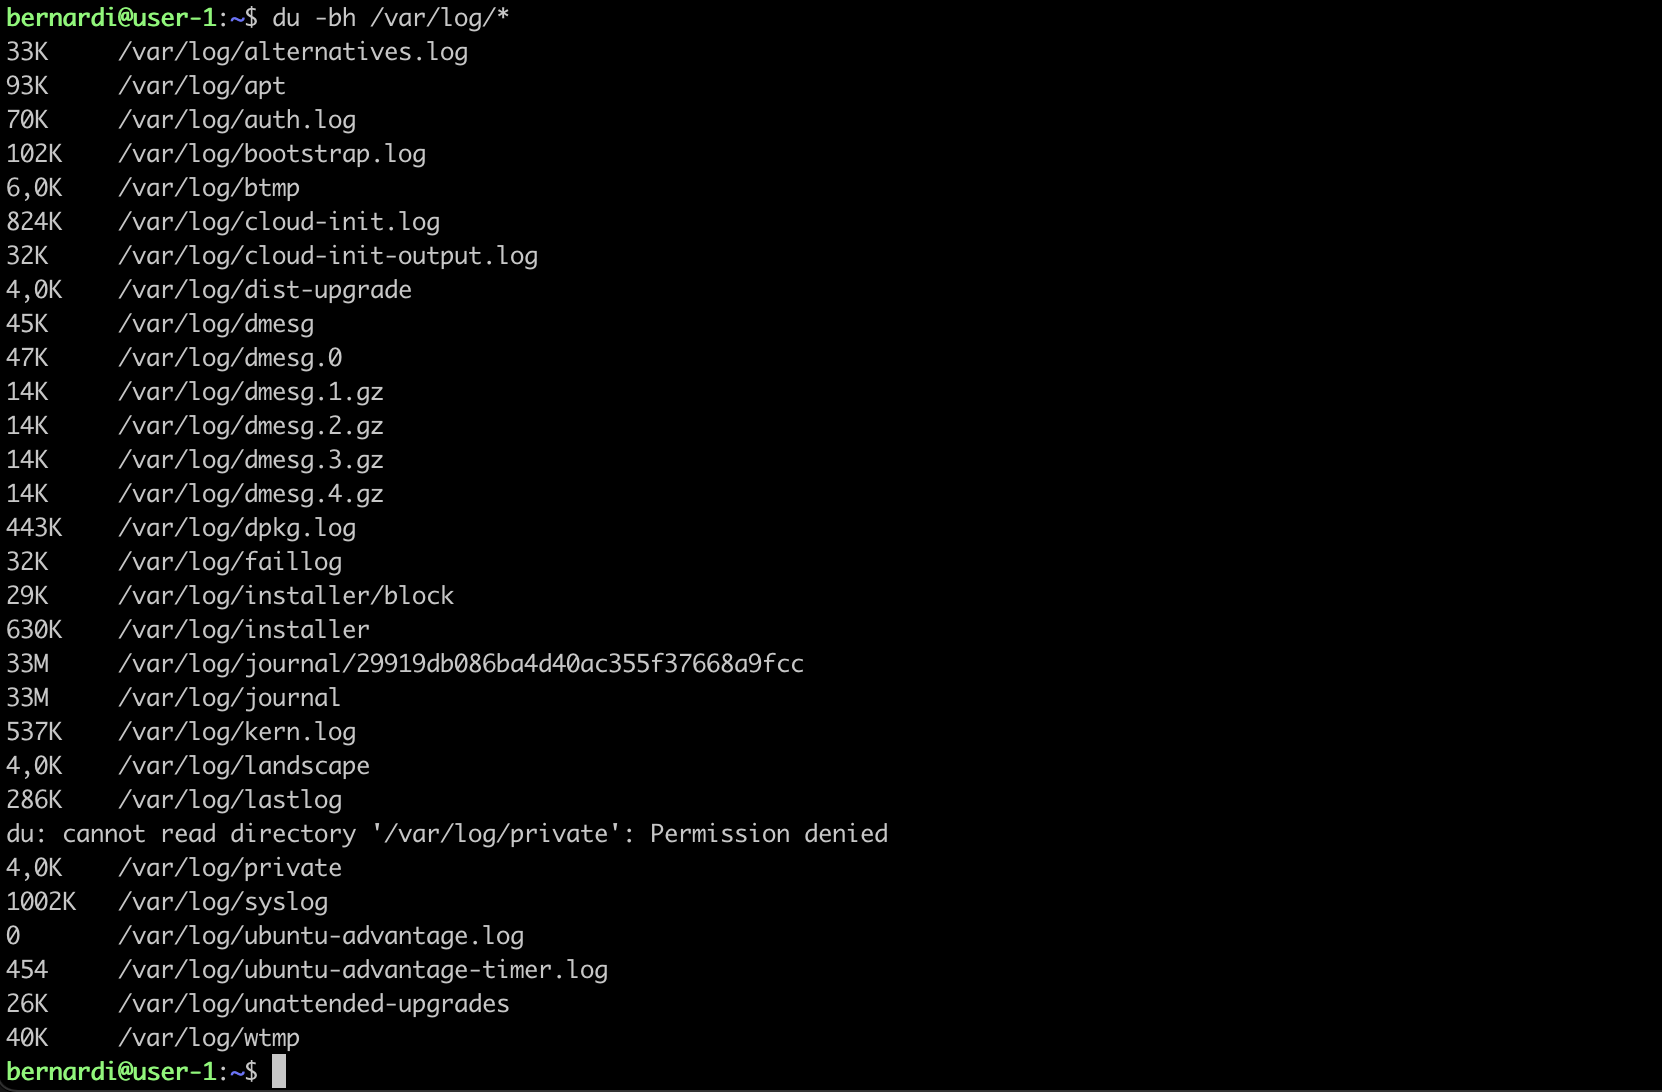 bernardi@user-1:~$ du -bh /var/log/*
33K     /var/log/alternatives.log
93K     /var/log/apt
70K     /var/log/auth.log
102K    /var/log/bootstrap.log
6,0K    /var/log/btmp
824K    /var/log/cloud-init.log
32K     /var/log/cloud-init-output.log
4,0K    /var/log/dist-upgrade
45K     /var/log/dmesg
47K     /var/log/dmesg.0
14K     /var/log/dmesg.1.gz
14K     /var/log/dmesg.2.gz
14K     /var/log/dmesg.3.gz
14K     /var/log/dmesg.4.gz
443K    /var/log/dpkg.log
32K     /var/log/faillog
29K     /var/log/installer/block
630K    /var/log/installer
33M     /var/log/journal/29919db086ba4d40ac355f37668a9fcc
33M     /var/log/journal
537K    /var/log/kern.log
4,0K    /var/log/landscape
286K    /var/log/lastlog
du: cannot read directory '/var/log/private': Permission denied
4,0K    /var/log/private
1002K   /var/log/syslog
0       /var/log/ubuntu-advantage.log
454     /var/log/ubuntu-advantage-timer.log
26K     /var/log/unattended-upgrades
40K     /var/log/wtmp
bernardi@user-1:~$